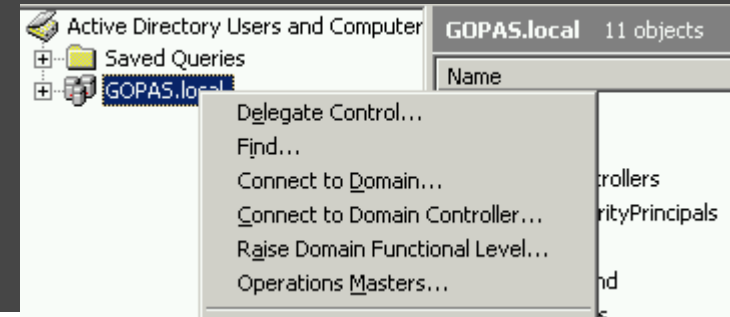 Active Directory Users and Computer
Saved Queries
GOPAS.local
GOPAS.local 11 objects
Name
Delegate Control...
Find...
Connect to Domain...
Connect to Domain Controller...
Raise Domain Functional Level...
Operations Masters...
trollers
rityPrincipals